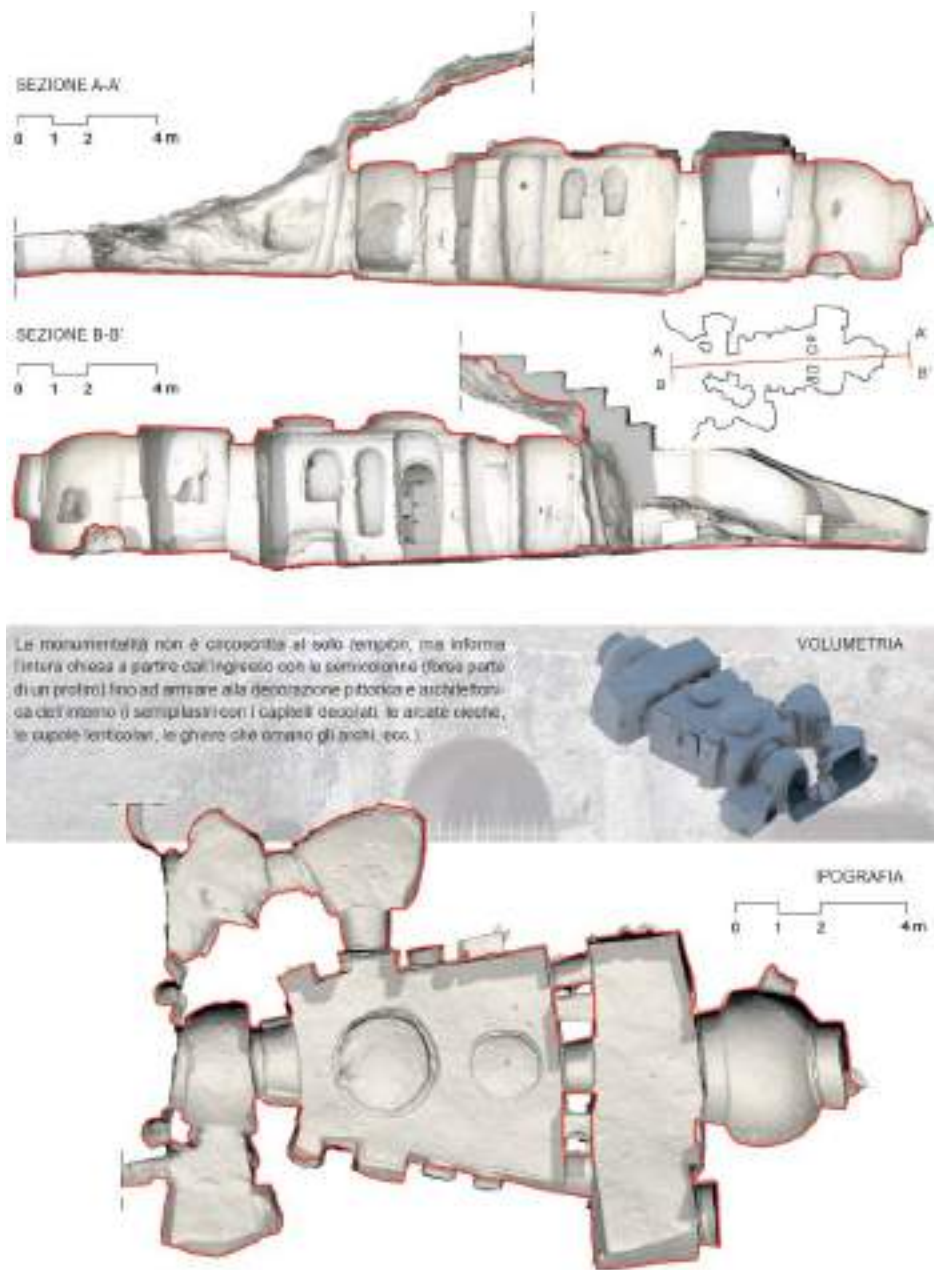 SEZIONE A-A'
0 1 2 4 m
SEZIONE B-B'
0 1 2 4 m
A A'
B B'
La monumentalità non è circoscritta al solo templon, ma informa
l'intera chiesa a partire dall'ingresso con le semicolonne (forse parte
di un protiro) fino ad arrivare alla decorazione pittorica e architettoni-
ca dell'interno (i semipilastri con i capitelli decorati, le arcate cieche,
le cupole lenticolari, le ghiere che ornano gli archi, ecc.).
VOLUMETRIA
IPOGRAFIA
0 1 2 4 m